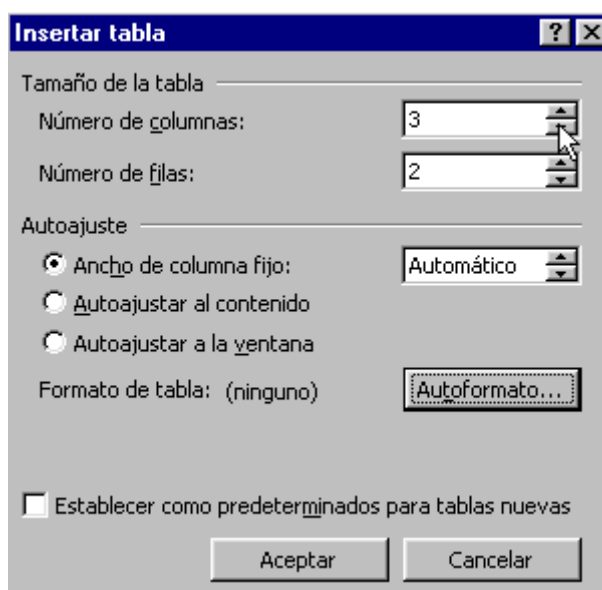 Insertar tabla
Tamaño de la tabla
Número de columnas: 3
Número de filas: 2
Autoajuste
Ancho de columna fijo: Automático
Autoajustar al contenido
Autoajustar a la ventana
Formato de tabla: (ninguno) Autoformato...
Establecer como predeterminados para tablas nuevas
Aceptar Cancelar